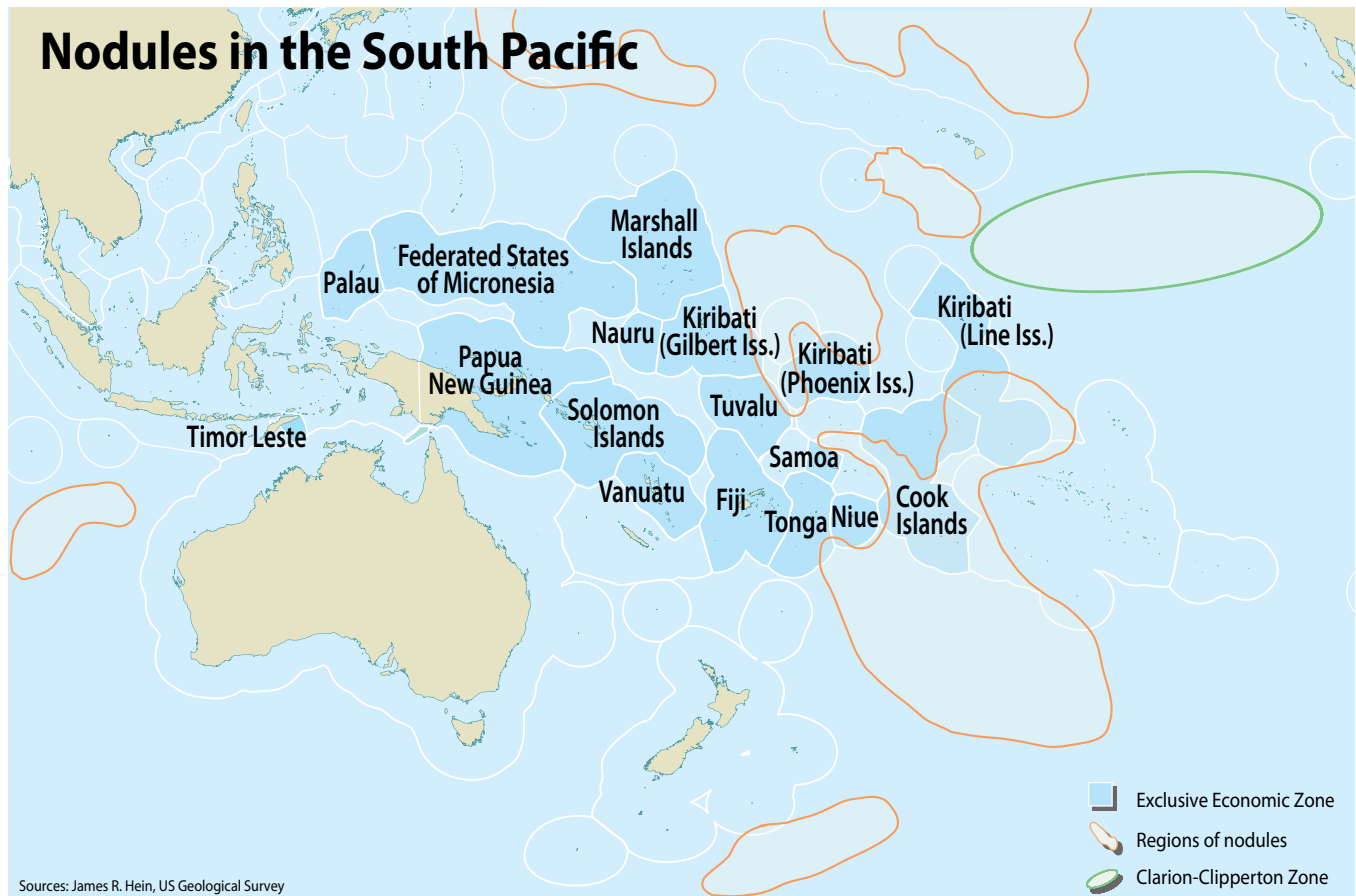 Nodules in the South Pacific
Marshall
Islands
Federated States
of Micronesia
Palau
Nauru
Kiribati
(Gilbert Iss.)
Kiribati
(Line Iss.)
Kiribati
(Phoenix Iss.)
Papua
New Guinea
Tuvalu
Solomon
Islands
Timor Leste
Samoa
Vanuatu
Fiji
Tonga
Niue
Cook
Islands
Exclusive Economic Zone
Regions of nodules
Clarion-Clipperton Zone
Sources: James R. Hein, US Geological Survey